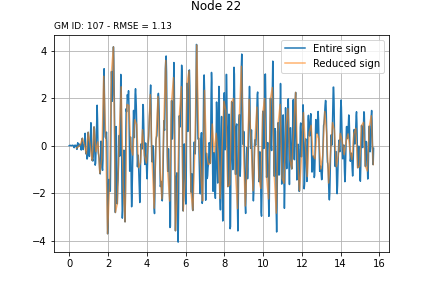 Node 22
GM ID: 107 - RMSE = 1.13
Entire sign
Reduced sign
4
2
0
−2
−4
0 2 4 6 8 10 12 14 16